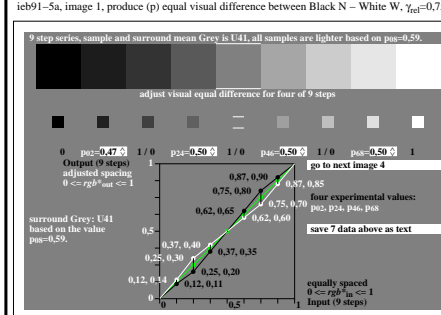 ieb91–5a, image 1, produce (p) equal visual difference between Black N – White W, γrel=0,7
9 step series, sample and surround mean Grey is U41, all samples are lighter based on p08=0,59.
adjust visual equal difference for four of 9 steps
0 p02=0,47 1 / 0 p24=0,50 1 / 0 p46=0,50 1 / 0 p68=0,50 1
Output (9 steps)
adjusted spacing
0 <= rgb*out <= 1
surround Grey: U41
based on the value
p08=0,59.
1
0,5
0
0,87, 0,90
0,75, 0,80
0,62, 0,65
0,37, 0,40
0,25, 0,30
0,12, 0,14
0,87, 0,85
0,75, 0,70
0,62, 0,60
0,37, 0,35
0,25, 0,20
0,12, 0,11
0,5
1
go to next image 4
four experimental values:
p02, p24, p46, p68
save 7 data above as text
equally spaced
0 <= rgb*in <= 1
Input (9 steps)